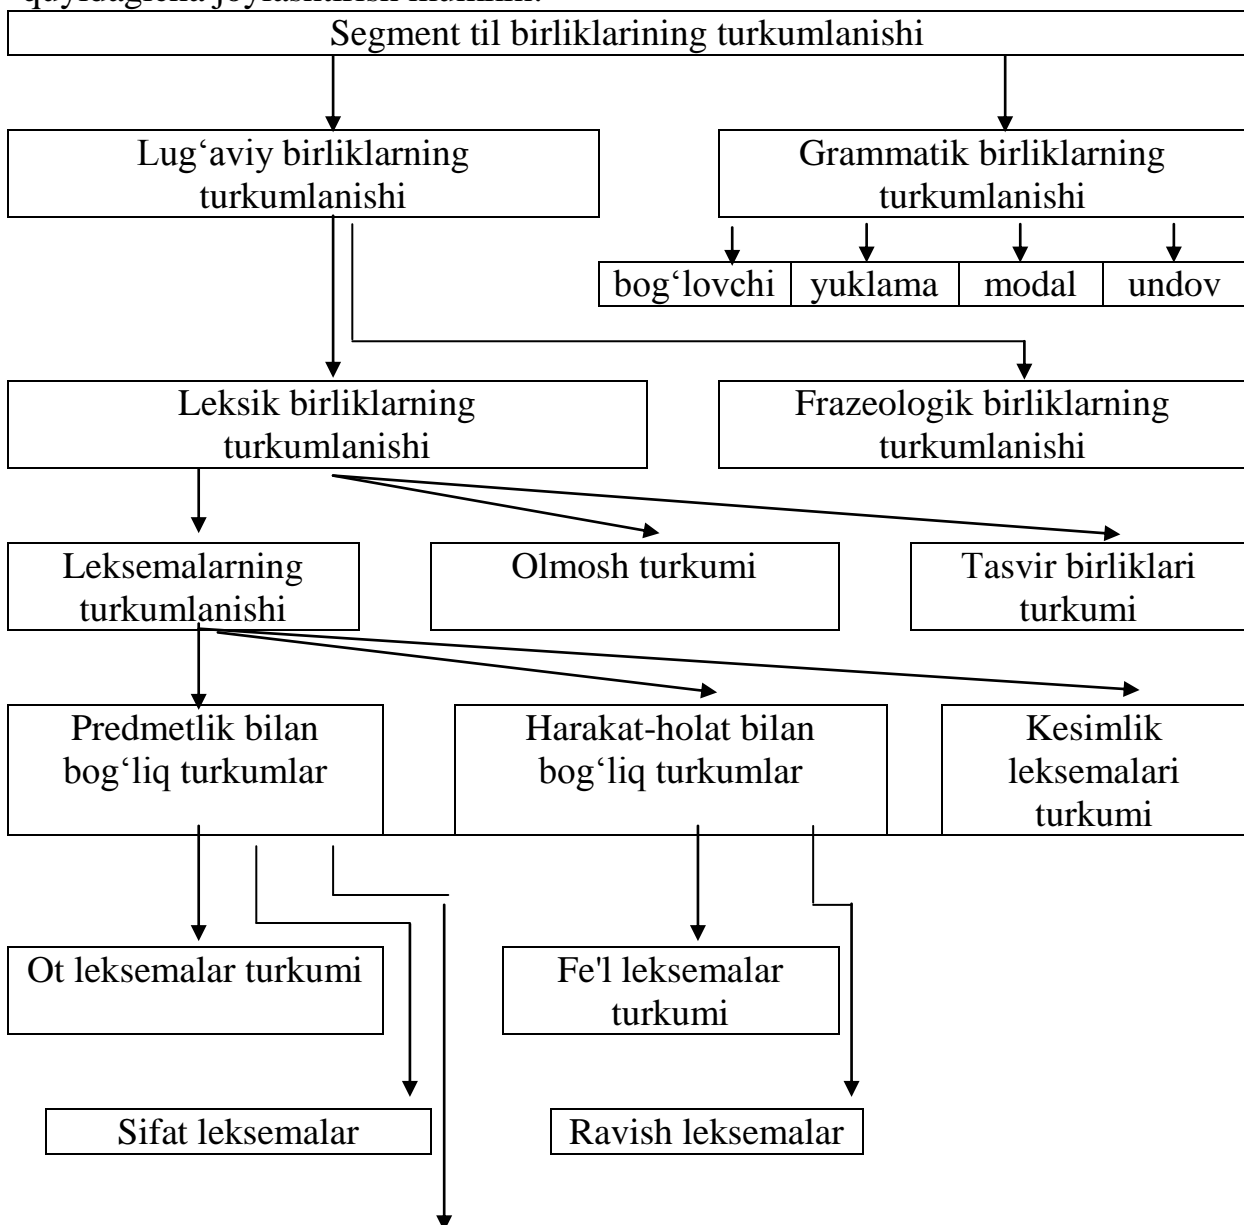 Segment til birliklarining turkumlanishi
Lug‘aviy birliklarning
turkumlanishi
Grammatik birliklarning
turkumlanishi
bog‘lovchi yuklama modal undov
Leksik birliklarning
turkumlanishi
Frazeologik birliklarning
turkumlanishi
Leksemalarning
turkumlanishi
Olmosh turkumi
Tasvir birliklari
turkumi
Predmetlik bilan
bog‘liq turkumlar
Harakat-holat bilan
bog‘liq turkumlar
Kesimlik
leksemalari
turkumi
Ot leksemalar turkumi
Fe'l leksemalar
turkumi
Sifat leksemalar
Ravish leksemalar